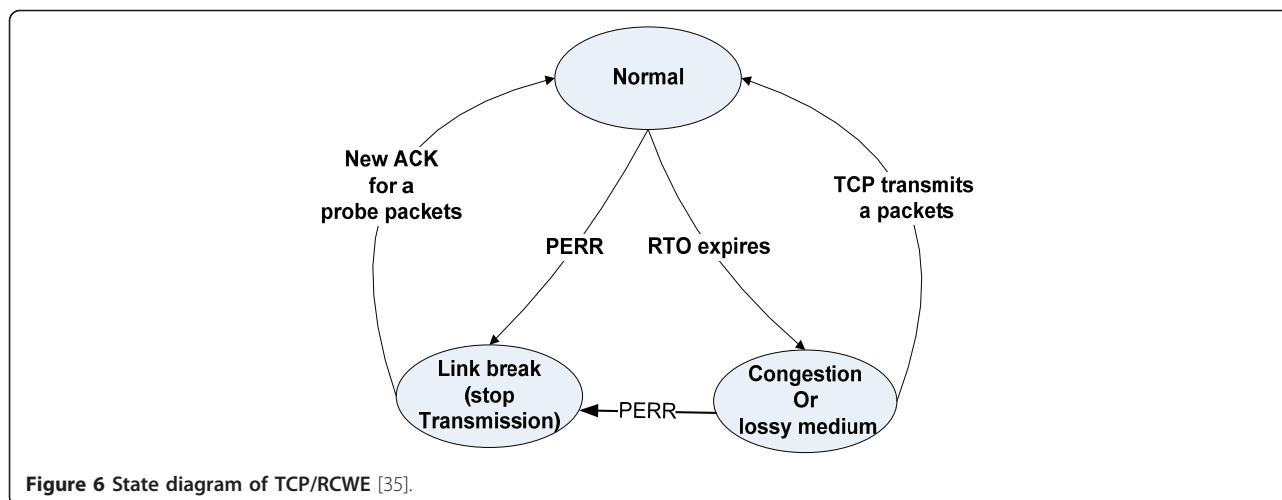 Normal
New ACK
for a
probe packets
TCP transmits
a packets
PERR
RTO expires
Link break
(stop
Transmission)
PERR
Congestion
Or
lossy medium
Figure 6 State diagram of TCP/RCWE [35].